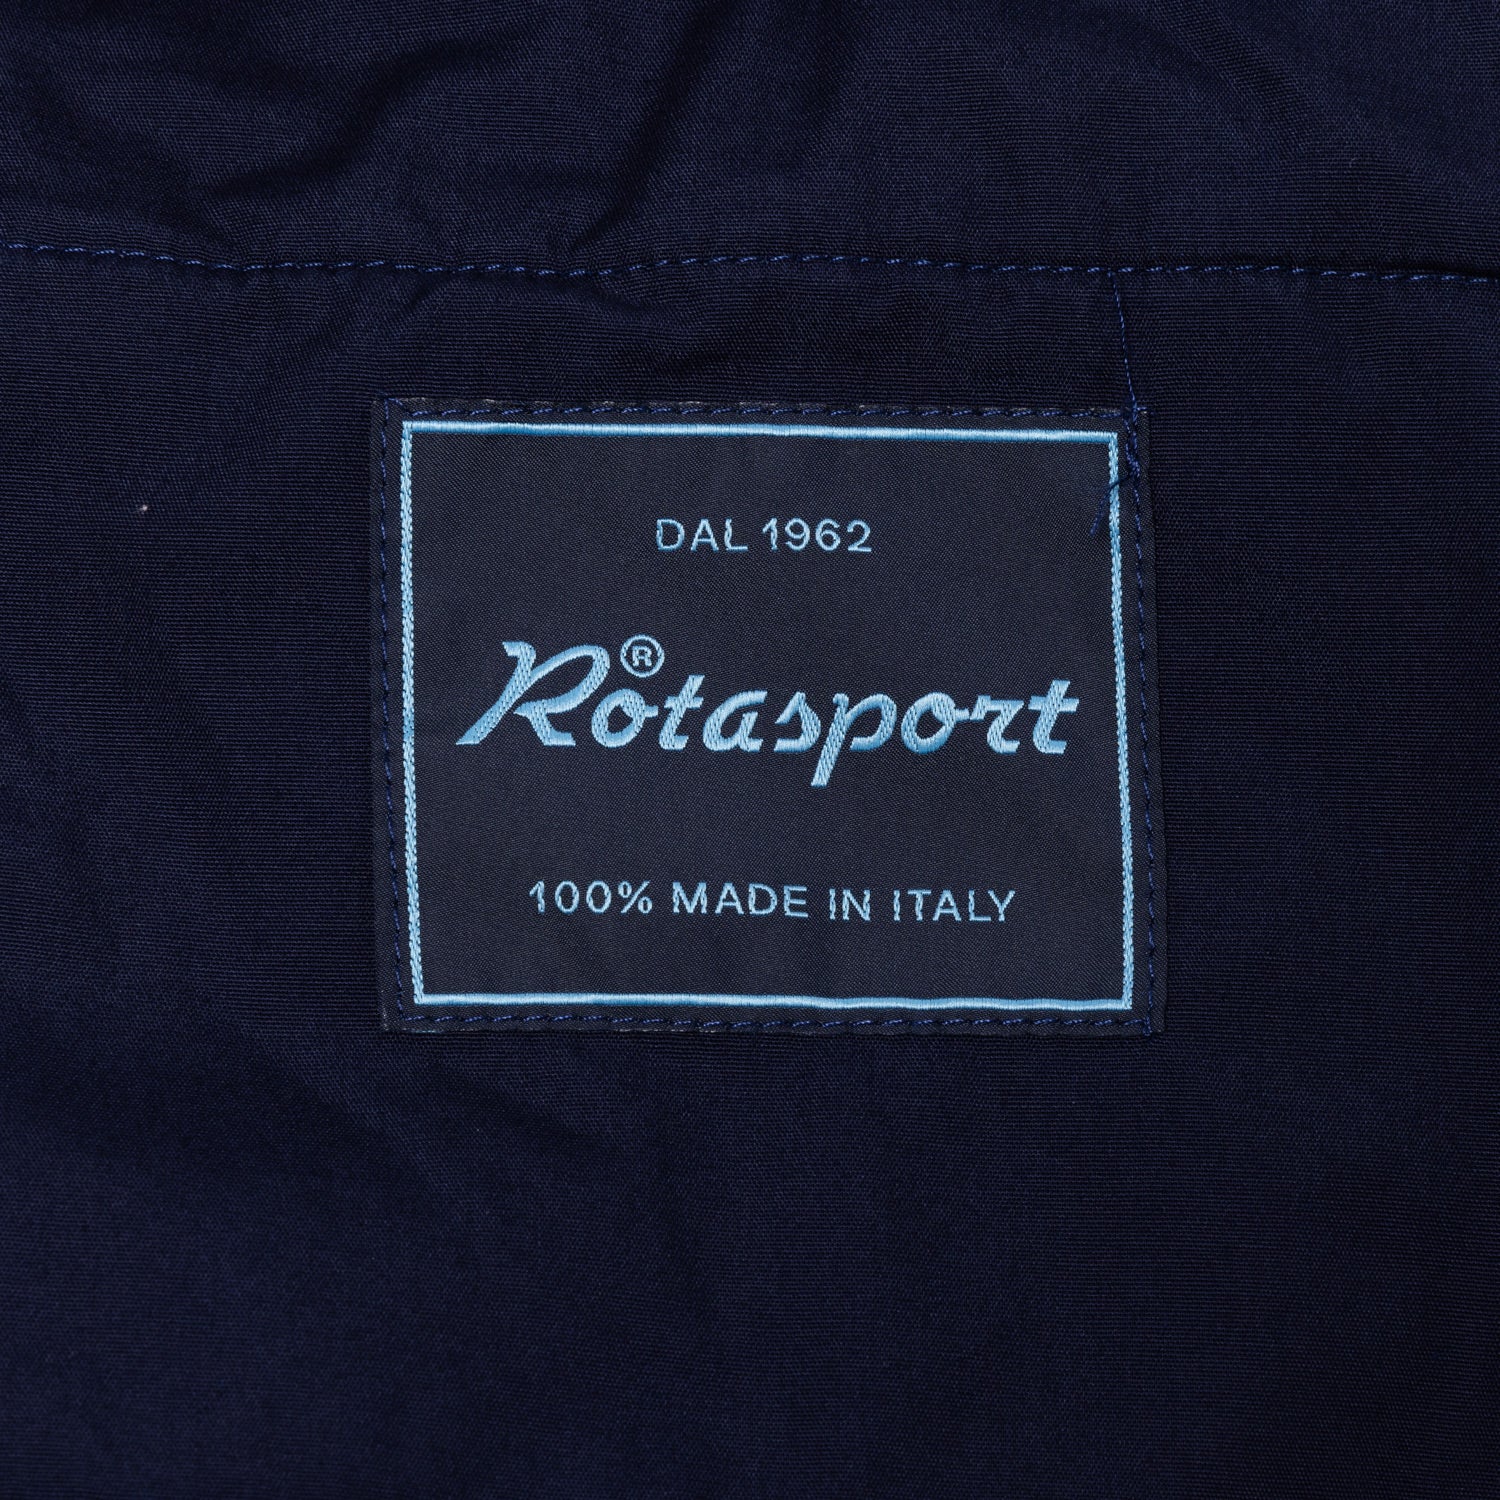 DAL 1962
Rotasport®
100% MADE IN ITALY